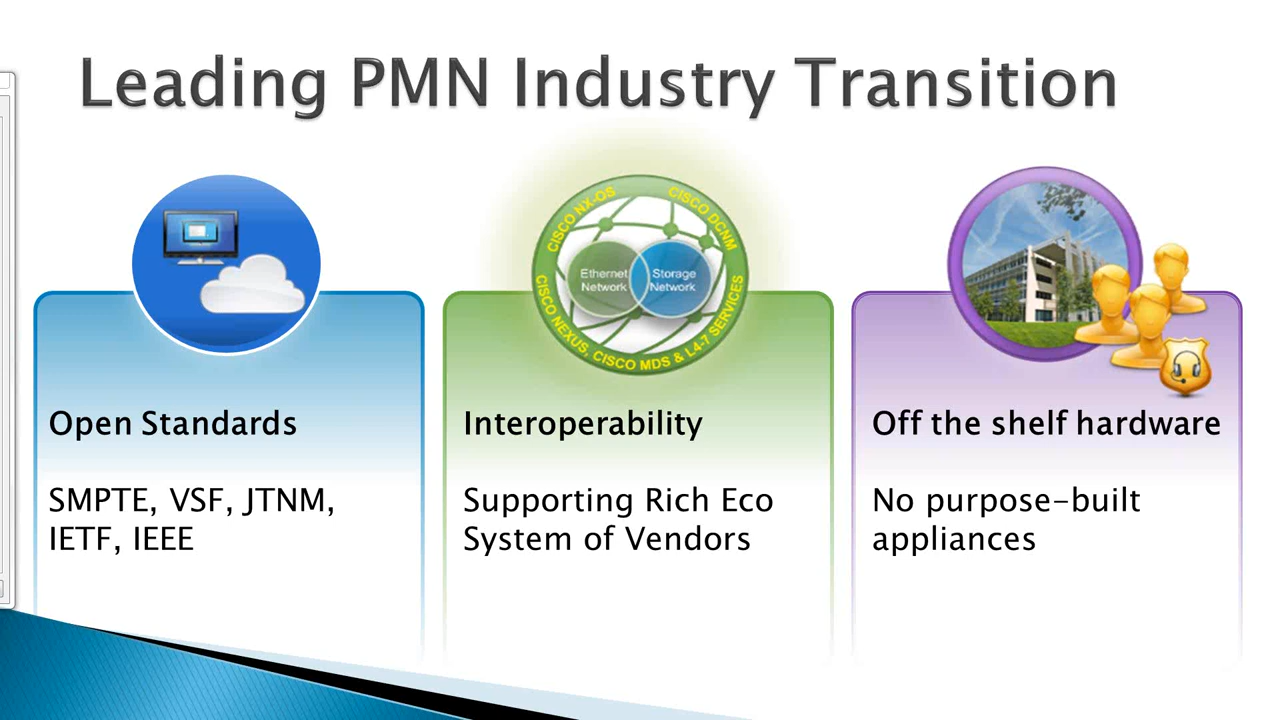 Leading PMN Industry Transition
CISCO NX-OS
CISCO DCNM
Ethernet
Network
Storage
Network
CISCO NEXUS, CISCO MDS & L4-7 SERVICES
Open Standards
SMPTE, VSF, JTNM,
IETF, IEEE
Interoperability
Supporting Rich Eco
System of Vendors
Off the shelf hardware
No purpose-built
appliances